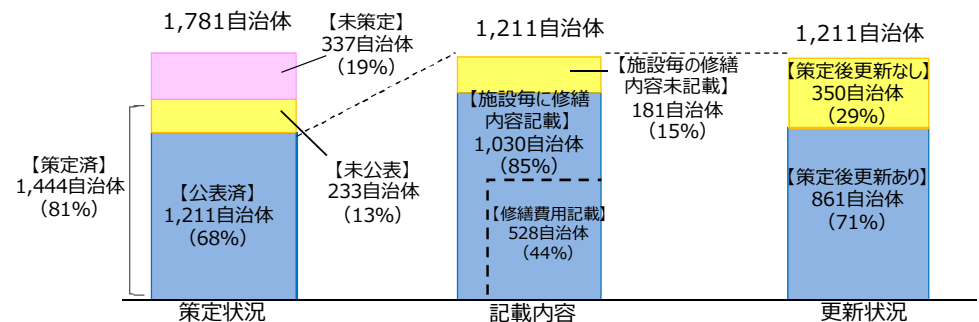 1,781自治体
【未策定】
337自治体
(19%)
【策定済】
1,444自治体
(81%)
【公表済】
1,211自治体
(68%)
【未公表】
233自治体
(13%)
策定状況
1,211自治体
【施設毎に修繕
内容記載】
1,030自治体
(85%)
【施設毎の修繕
内容未記載】
181自治体
(15%)
【修繕費用記載】
528自治体
(44%)
記載内容
1,211自治体
【策定後更新なし】
350自治体
(29%)
【策定後更新あり】
861自治体
(71%)
更新状況